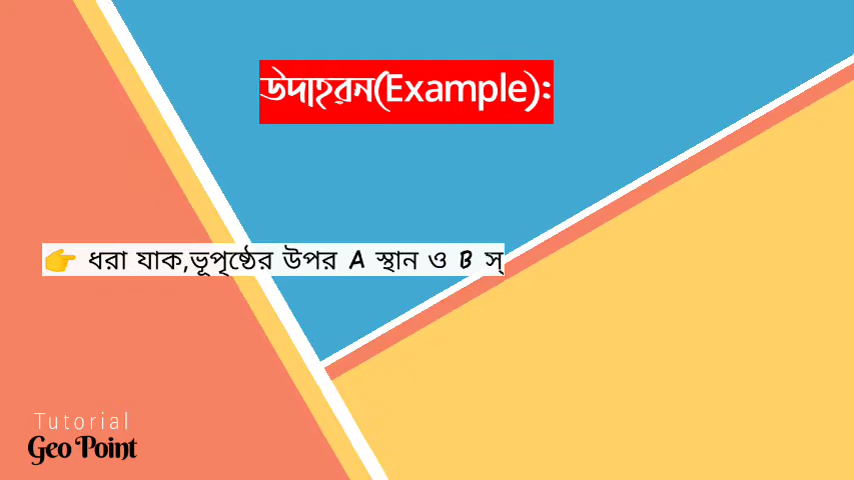 উদাহরন(Example):
👉 ধরা যাক,ভূপৃষ্ঠের উপর A স্থান ও B স্
Tutorial
Geo Point